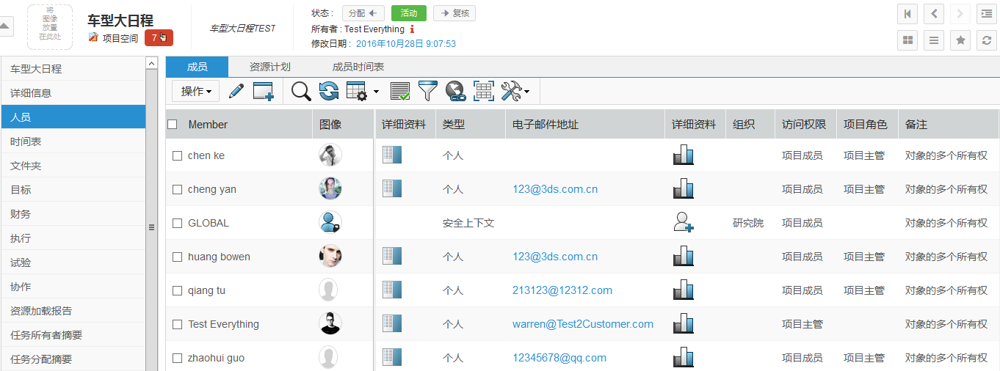 将
图像
放置
在此处
车型大日程
项目空间 7
车型大日程TEST
状态 : 分配 活动 复核
所有者 : Test Everything
修改日期 : 2016年10月28日 9:07:53
车型大日程
详细信息
人员
时间表
文件夹
目标
财务
执行
试验
协作
资源加载报告
任务所有者摘要
任务分配摘要
成员 资源计划 成员时间表
操作
Member 图像 详细资料 类型 电子邮件地址 详细资料 组织 访问权限 项目角色 备注
chen ke 个人 项目成员 项目主管 对象的多个所有权
cheng yan 个人 123@3ds.com.cn 项目成员 项目主管 对象的多个所有权
GLOBAL 安全上下文 研究院 项目成员 对象的多个所有权
huang bowen 个人 123@3ds.com.cn 项目成员 项目主管 对象的多个所有权
qiang tu 个人 213123@12312.com 项目成员 项目主管 对象的多个所有权
Test Everything 个人 warren@Test2Customer.com 项目主管 对象的多个所有权
zhaohui guo 个人 12345678@qq.com 项目成员 项目主管 对象的多个所有权